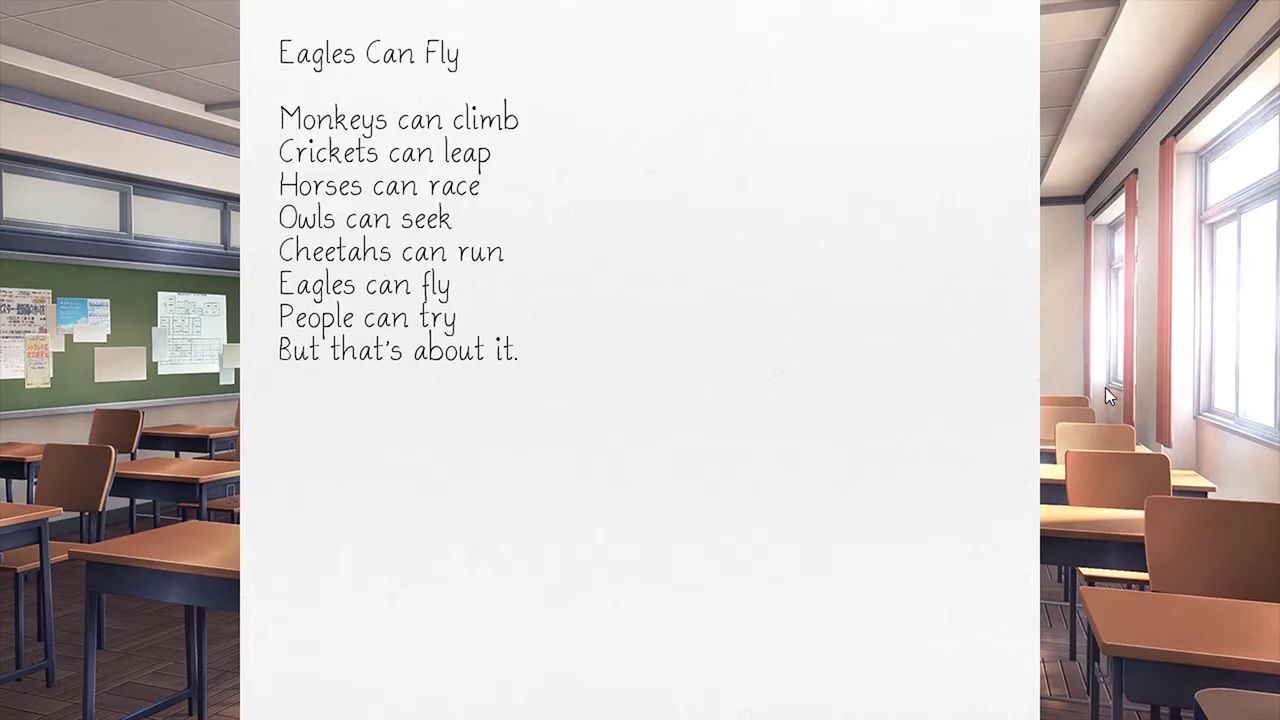 Eagles Can Fly
Monkeys can climb
Crickets can leap
Horses can race
Owls can seek
Cheetahs can run
Eagles can fly
People can try
But that's about it.